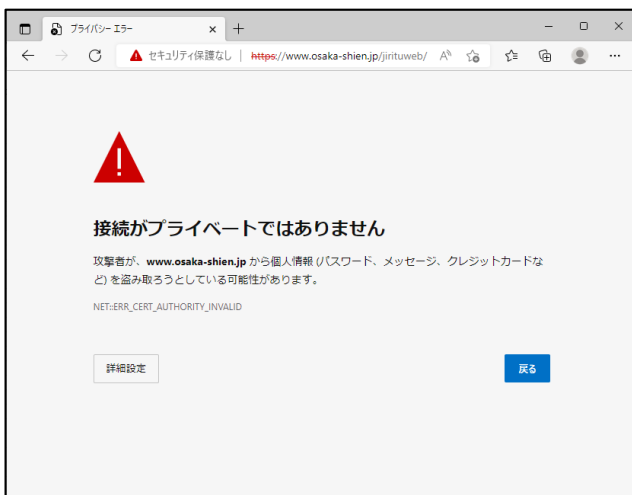 プライバシー エラー
セキュリティ保護なし | https://www.osaka-shien.jp/jirituweb/
接続がプライベートではありません
攻撃者が、www.osaka-shien.jp から個人情報 (パスワード、メッセージ、クレジットカードな
ど) を盗み取ろうとしている可能性があります。
NET::ERR_CERT_AUTHORITY_INVALID
詳細設定
戻る